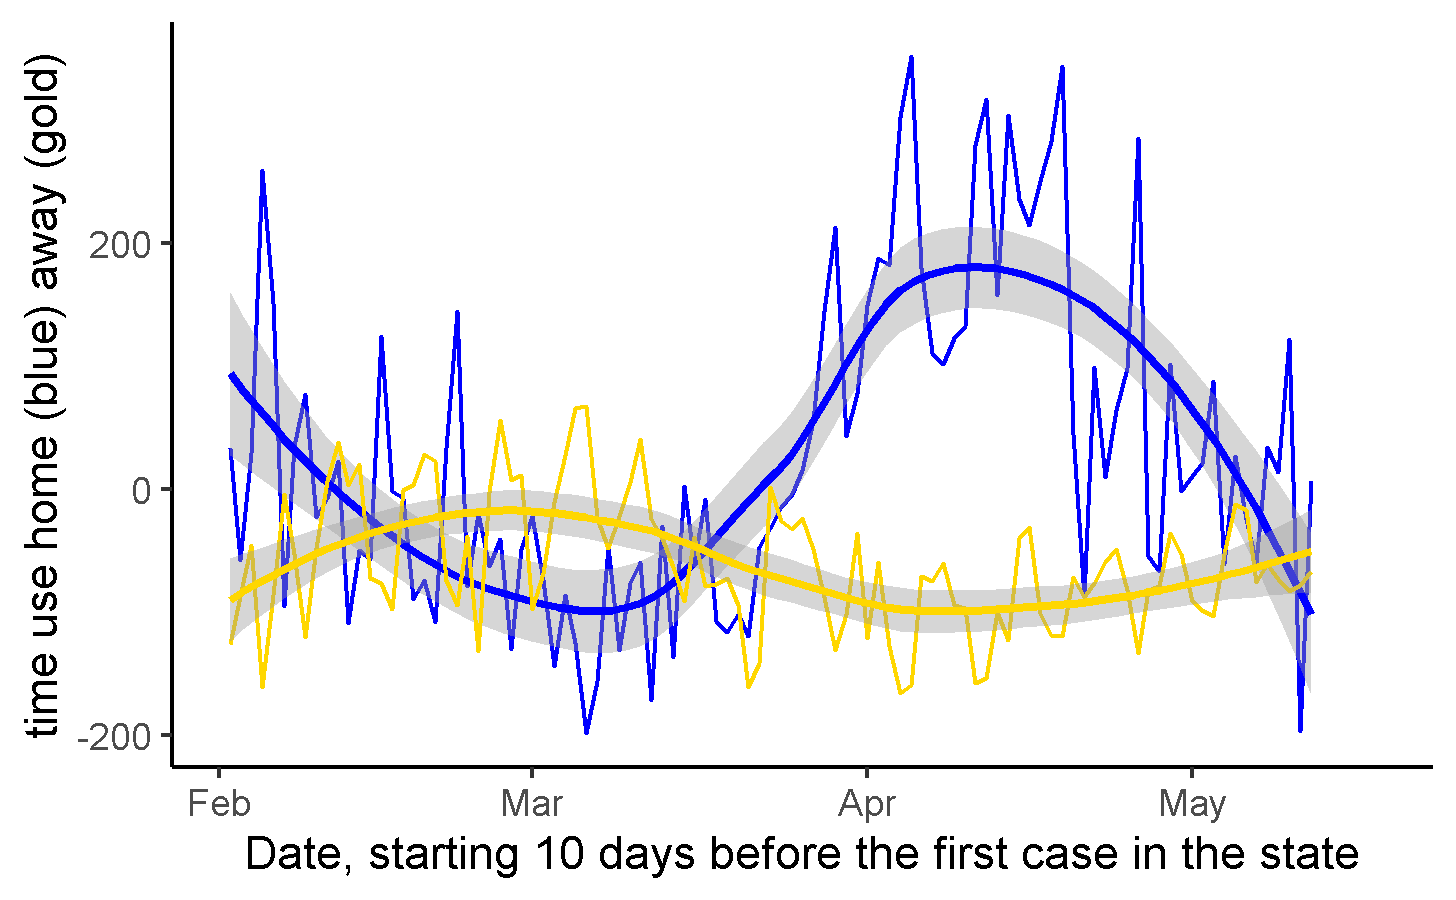 time use home (blue) away (gold)
200
0
-200
Feb Mar Apr May
Date, starting 10 days before the first case in the state